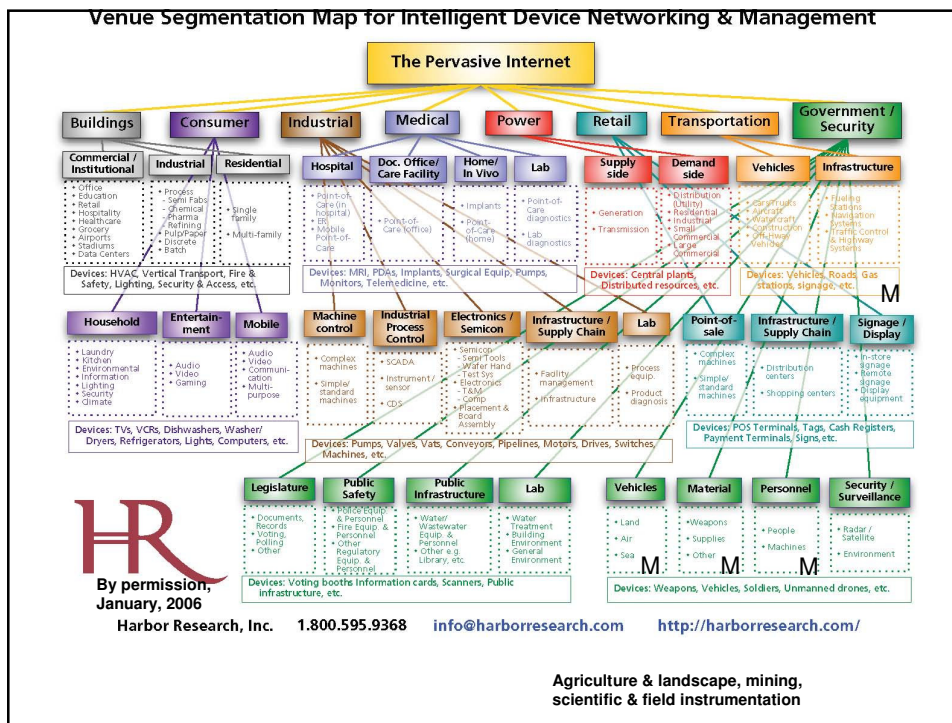 Venue Segmentation Map for Intelligent Device Networking & Management
The Pervasive Internet
Buildings
Consumer
Industrial
Medical
Power
Retail
Transportation
Government /
Security
Commercial /
Institutional
• Office
• Education
• Retail
• Hospitality
• Healthcare
• Grocery
• Airports
• Stadiums
• Data Centers
Industrial
• Process
- Semi Fabs
- Chemical
- Pharma
- Refining
• Pulp/Paper
• Discrete
• Batch
Residential
• Single
family
• Multi-family
Devices: HVAC, Vertical Transport, Fire &
Safety, Lighting, Security & Access, etc.
Hospital
• Point-of-
Care (in
hospital)
• ER
• Mobile
Point-of-
Care
Doc. Office/
Care Facility
• Point-of-
Care (office)
Home/
In Vivo
• Implants
• Point-
of-Care
(home)
Lab
• Point-of-
Care
diagnostics
• Lab
diagnostics
Devices: MRI, PDAs, Implants, Surgical Equip, Pumps,
Monitors, Telemedicine, etc.
Supply
side
• Generation
• Transmission
Demand
side
• Distribution
(Utility)
• Residential
• Industrial
• Small
Commercial
• Large
Commercial
Devices: Central plants,
Distributed resources, etc.
Vehicles
• Cars/Trucks
• Aircraft
• Watercraft
• Construction
• Off-Hway
Vehicles
Infrastructure
• Fueling
Stations
• Navigation
Systems
• Traffic Control
& Highway
Systems
Devices: Vehicles, Roads, Gas
stations, signage, etc.
M
Household
• Laundry
• Kitchen
• Environmental
• Information
• Lighting
• Security
• Climate
Entertain-
ment
• Audio
• Video
• Gaming
Mobile
• Audio
• Video
• Communi-
cation
• Multi-
purpose
Devices: TVs, VCRs, Dishwashers, Washer/
Dryers, Refrigerators, Lights, Computers, etc.
Machine
control
• Complex
machines
• Simple/
standard
machines
Industrial
Process
Control
• SCADA
• Instrument/
sensor
• CDS
Electronics /
Semicon
• Semicon
- Semi Tools
- Wafer Hand
- Test Sys
• Electronics
- T&M
- Comp
• Placement &
Board
Assembly
Infrastructure /
Supply Chain
• Facility
management
• Infrastructure
Lab
• Process
equip.
• Product
diagnosis
Devices: Pumps, Valves, Vats, Conveyors, Pipelines, Motors, Drives, Switches,
Machines, etc.
Point-of-
sale
• Complex
machines
• Simple/
standard
machines
Infrastructure /
Supply Chain
• Distribution
centers
• Shopping centers
Signage /
Display
• In-store
signage
• Remote
signage
• Display
equipment
Devices: POS Terminals, Tags, Cash Registers,
Payment Terminals, Signs,etc.
Legislature
• Documents,
Records
• Voting,
Polling
• Other
Public
Safety
• Police Equip.
& Personnel
• Fire Equip. &
Personnel
• Other
Regulatory
Equip. &
Personnel
Public
Infrastructure
• Water/
Wastewater
Equip. &
Personnel
• Other e.g.
Library, etc.
Lab
• Water
Treatment
• Building
Environment
• General
Environment
Devices: Voting booths Information cards, Scanners, Public
infrastructure, etc.
Vehicles
• Land
• Air
• Sea
M
Material
• Weapons
• Supplies
• Other
M
Personnel
• People
• Machines
M
Security /
Surveillance
• Radar /
Satellite
• Environment
Devices: Weapons, Vehicles, Soldiers, Unmanned drones, etc.
HR
By permission,
January, 2006
Harbor Research, Inc. 1.800.595.9368 info@harborresearch.com http://harborresearch.com/
Agriculture & landscape, mining,
scientific & field instrumentation